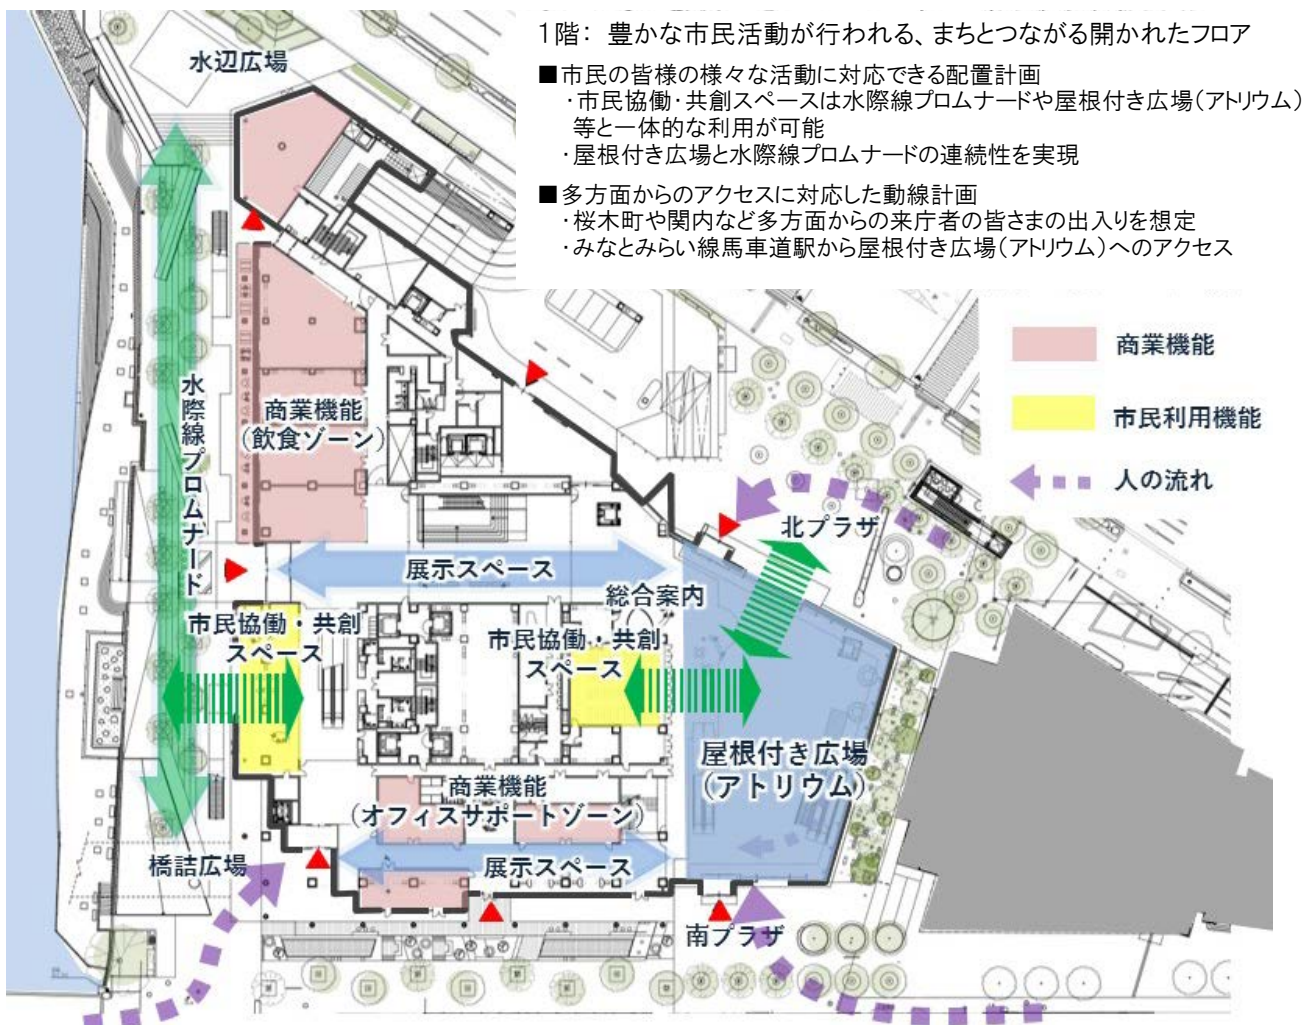 1階： 豊かな市民活動が行われる、まちとつながる開かれたフロア
■市民の皆様の様々な活動に対応できる配置計画
・市民協働・共創スペースは水際線プロムナードや屋根付き広場（アトリウム）
等と一体的な利用が可能
・屋根付き広場と水際線プロムナードの連続性を実現
■多方面からのアクセスに対応した動線計画
・桜木町や関内など多方面からの来庁者の皆さまの出入りを想定
・みなとみらい線馬車道駅から屋根付き広場（アトリウム）へのアクセス
水辺広場
商業機能
市民利用機能
人の流れ
水際線プロムナード
商業機能
（飲食ゾーン）
北プラザ
展示スペース
総合案内
市民協働・共創
スペース
市民協働・共創
スペース
屋根付き広場
（アトリウム）
商業機能
（オフィスサポートゾーン）
展示スペース
橋詰広場
南プラザ